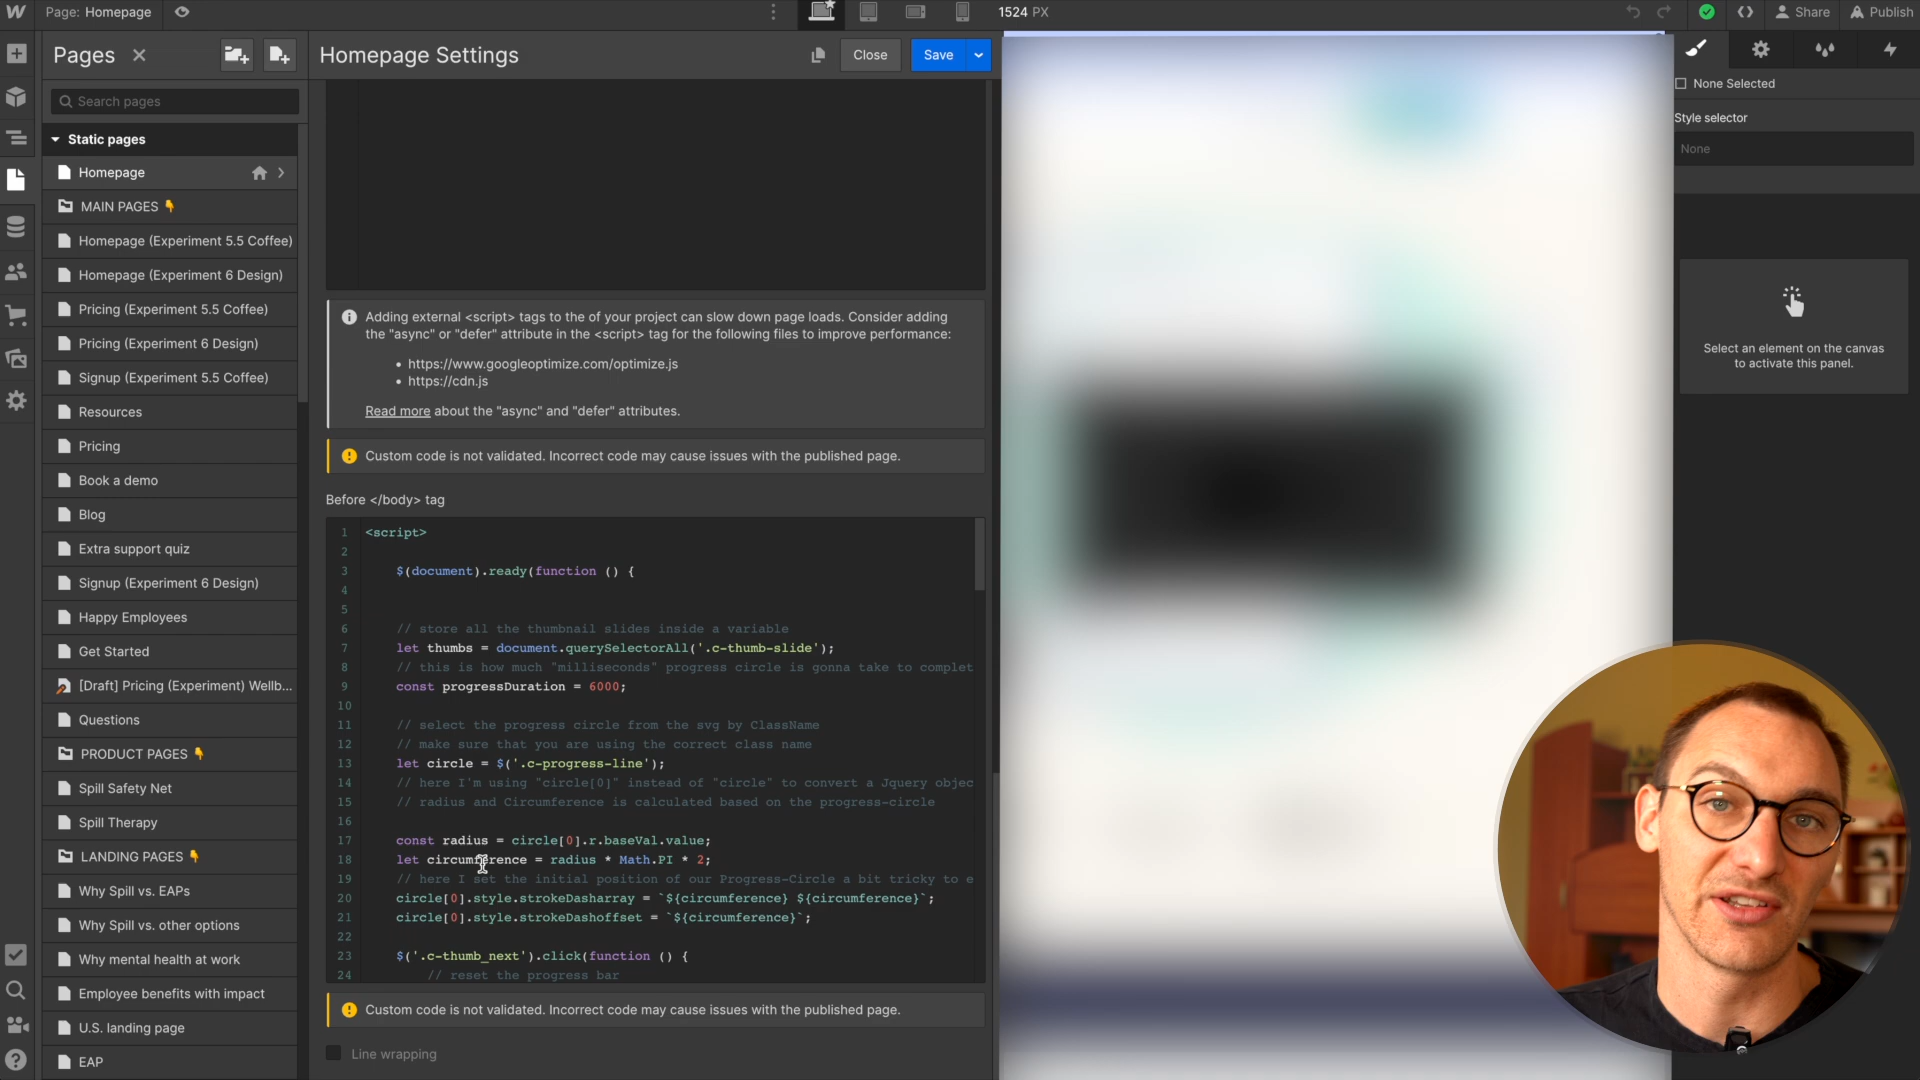 Page: Homepage
1524 PX
Share
Publish
Pages
Homepage Settings
Close
Save
Search pages
Static pages
Homepage
MAIN PAGES 👇
Homepage (Experiment 5.5 Coffee)
Homepage (Experiment 6 Design)
Pricing (Experiment 5.5 Coffee)
Pricing (Experiment 6 Design)
Signup (Experiment 5.5 Coffee)
Resources
Pricing
Book a demo
Blog
Extra support quiz
Signup (Experiment 6 Design)
Happy Employees
Get Started
[Draft] Pricing (Experiment) Wellb...
Questions
PRODUCT PAGES 👇
Spill Safety Net
Spill Therapy
LANDING PAGES 👇
Why Spill vs. EAPs
Why Spill vs. other options
Why mental health at work
Employee benefits with impact
U.S. landing page
EAP
Adding external <script> tags to the of your project can slow down page loads. Consider adding
the "async" or "defer" attribute in the <script> tag for the following files to improve performance:
• https://www.googleoptimize.com/optimize.js
• https://cdn.js
Read more about the "async" and "defer" attributes.
Custom code is not validated. Incorrect code may cause issues with the published page.
Before </body> tag
1 <script>
2
3 $(document).ready(function () {
4
5
6 // store all the thumbnail slides inside a variable
7 let thumbs = document.querySelectorAll('.c-thumb-slide');
8 // this is how much "milliseconds" progress circle is gonna take to complet
9 const progressDuration = 6000;
10
11 // select the progress circle from the svg by ClassName
12 // make sure that you are using the correct class name
13 let circle = $('.c-progress-line');
14 // here I'm using "circle[0]" instead of "circle" to convert a Jquery objec
15 // radius and Circumference is calculated based on the progress-circle
16
17 const radius = circle[0].r.baseVal.value;
18 let circumference = radius * Math.PI * 2;
19 // here I set the initial position of our Progress-Circle a bit tricky to e
20 circle[0].style.strokeDasharray = `${circumference} ${circumference}`;
21 circle[0].style.strokeDashoffset = `${circumference}`;
22
23 $('.c-thumb_next').click(function () {
24 // reset the progress bar
Custom code is not validated. Incorrect code may cause issues with the published page.
Line wrapping
None Selected
Style selector
None
Select an element on the canvas
to activate this panel.